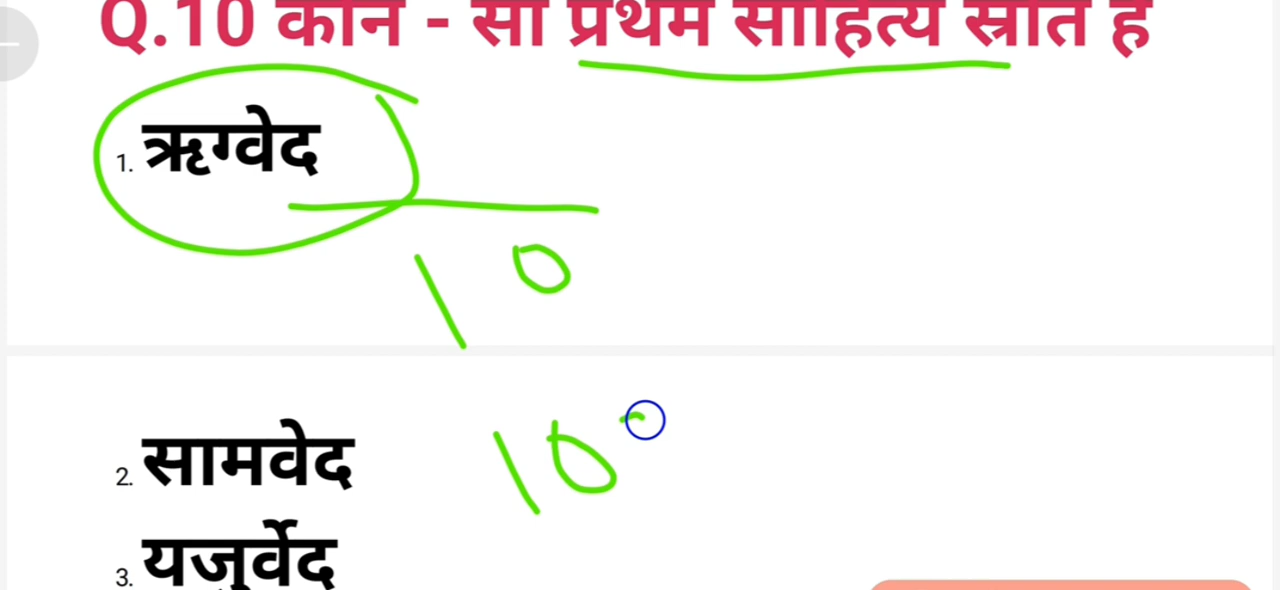 Q.10 कौन - सा प्रथम साहित्य स्रोत है
1. ऋग्वेद
10
2. सामवेद
10
3. यजुर्वेद